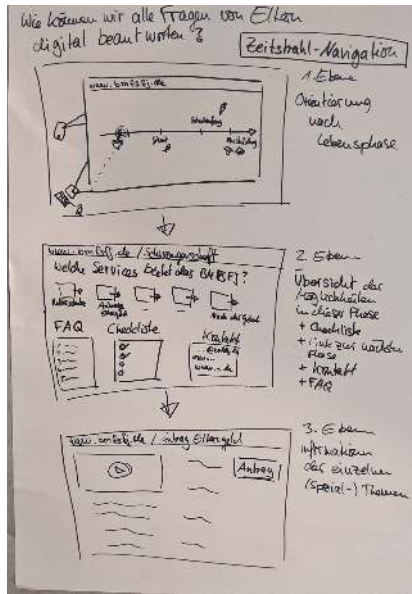 Wie können wir alle Fragen von Eltern
digital beantworten?
Zeitstrahl-Navigation
1. Ebene
Orientierung
nach
Lebensphase
www.bmfsfj.de
Start
2. Ebene
Übersicht der
Möglichkeiten
in dieser Phase
+ Checkliste
+ Link zur nächsten
Phase
+ Kontakt
+ FAQ
www.bmfsfj.de / Schwangerschaft
Welche Services bietet das BMFSFJ?
Nach der Geburt
FAQ
Checkliste
Kontakt
3. Ebene
Informationen
der einzelnen
(Spezial-) Themen
www.bmfsfj.de / Antrag Elterngeld
Antrag